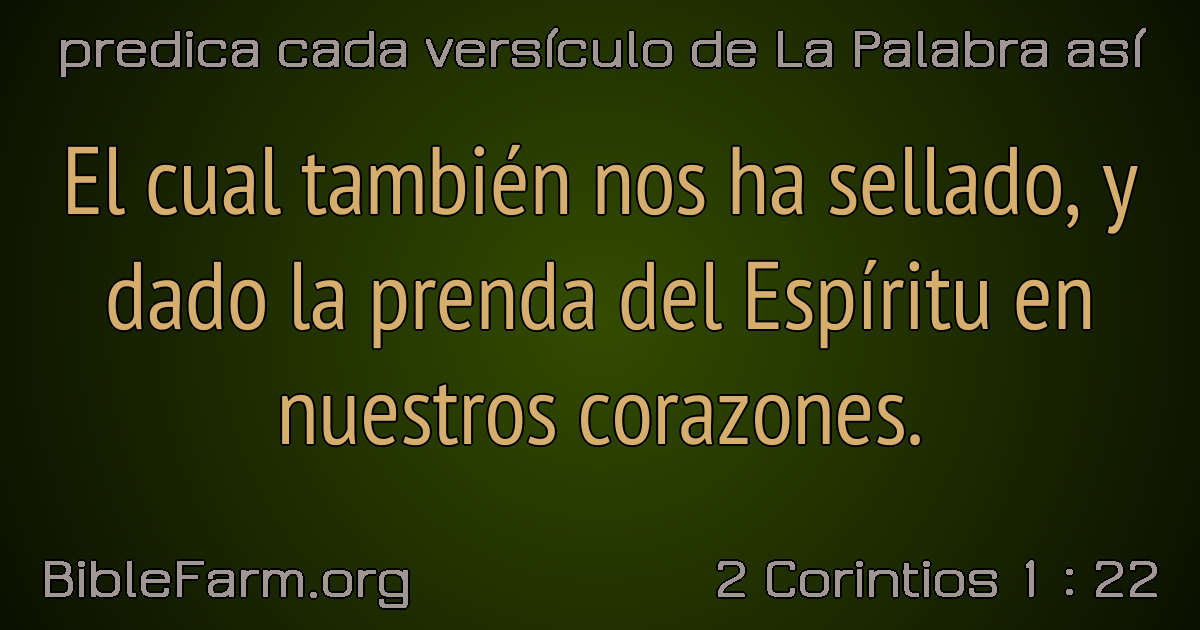 predica cada versículo de La Palabra así
El cual también nos ha sellado, y
dado la prenda del Espíritu en
nuestros corazones.
BibleFarm.org
2 Corintios 1 : 22